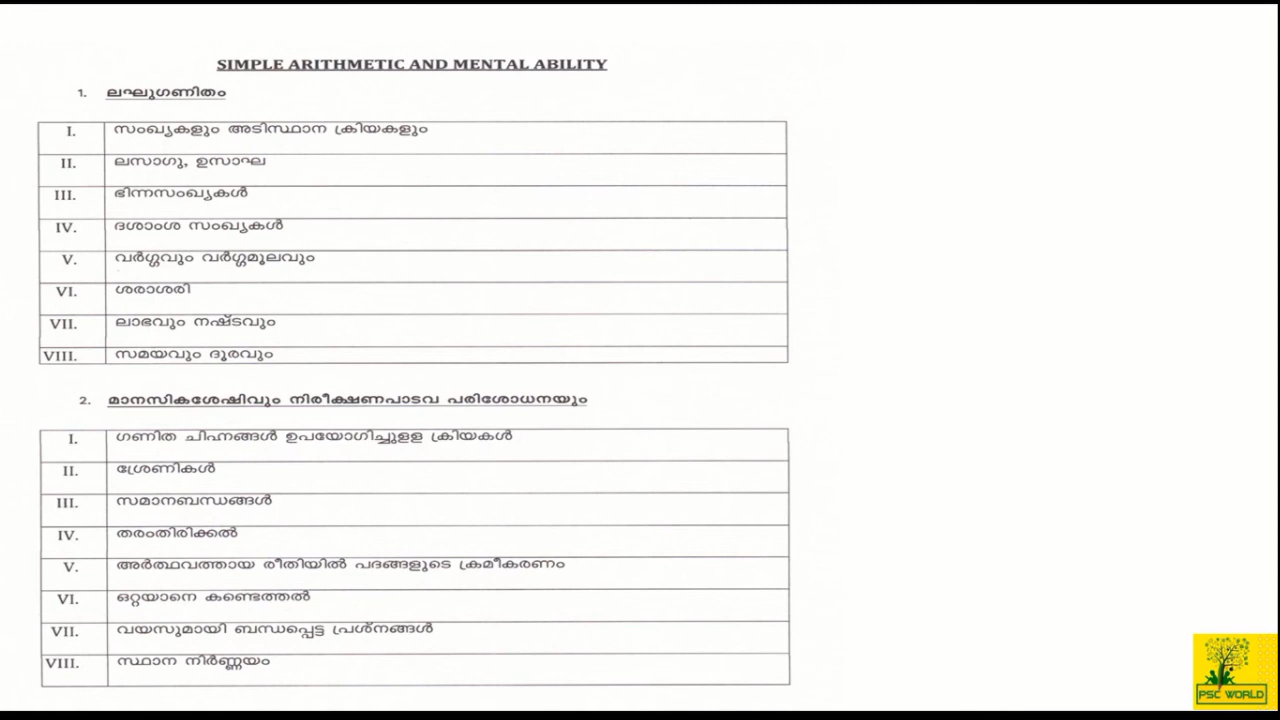 SIMPLE ARITHMETIC AND MENTAL ABILITY
1. ലഘുഗണിതം
I. സംഖ്യകളും അടിസ്ഥാന ക്രിയകളും
II. ലസാഗു, ഉസാഘ
III. ഭിന്നസംഖ്യകൾ
IV. ദശാംശ സംഖ്യകൾ
V. വർഗ്ഗവും വർഗ്ഗമൂലവും
VI. ശരാശരി
VII. ലാഭവും നഷ്ടവും
VIII. സമയവും ദൂരവും
2. മാനസികശേഷിവും നിരീക്ഷണപാടവ പരിശോധനയും
I. ഗണിത ചിഹ്നങ്ങൾ ഉപയോഗിച്ചുളള ക്രിയകൾ
II. ശ്രേണികൾ
III. സമാനബന്ധങ്ങൾ
IV. തരംതിരിക്കൽ
V. അർത്ഥവത്തായ രീതിയിൽ പദങ്ങളുടെ ക്രമീകരണം
VI. ഒറ്റയാനെ കണ്ടെത്തൽ
VII. വയസുമായി ബന്ധപ്പെട്ട പ്രശ്നങ്ങൾ
VIII. സ്ഥാന നിർണ്ണയം
PSC WORLD